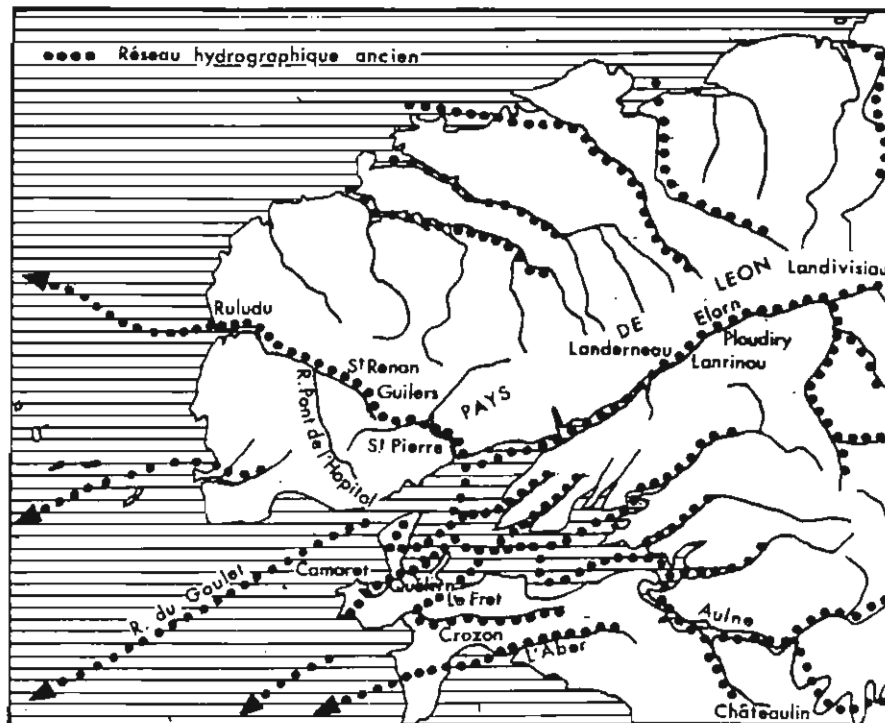 Réseau hydrographique ancien
Landivisiau
LEON
Elorn
DE
Ploudiry
Ruludu
Landerneau
Lanrinou
St Renan
Guilers
PAYS
R. Pont de l'Hopital
St Pierre
R. du Goulet
Camaret
Quélern
Le Fret
Crozon
L'Aber
Aulne
Châteaulin